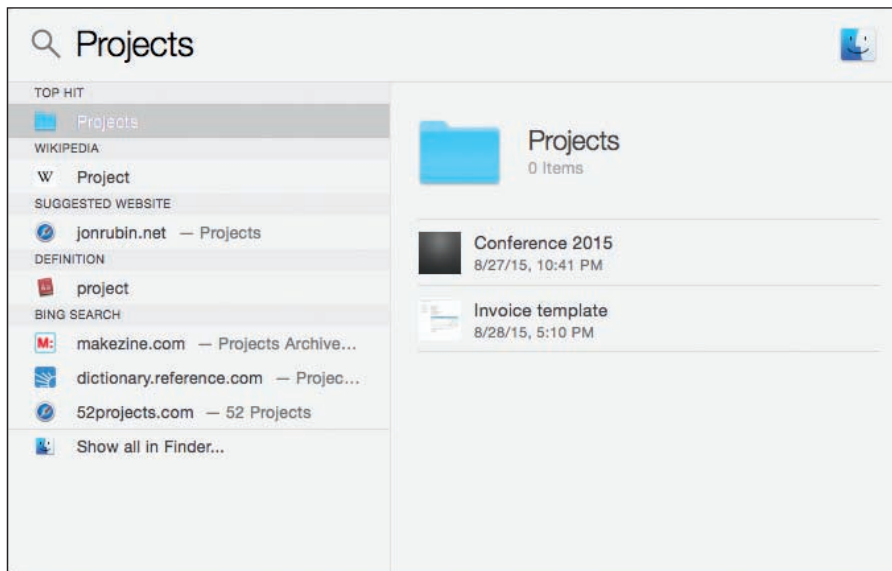 Projects
TOP HIT
Projects
WIKIPEDIA
W Project
SUGGESTED WEBSITE
jonrubin.net — Projects
DEFINITION
project
BING SEARCH
M: makezine.com — Projects Archive...
dictionary.reference.com — Projec...
52projects.com — 52 Projects
Show all in Finder...
Projects
0 Items
Conference 2015
8/27/15, 10:41 PM
Invoice template
8/28/15, 5:10 PM